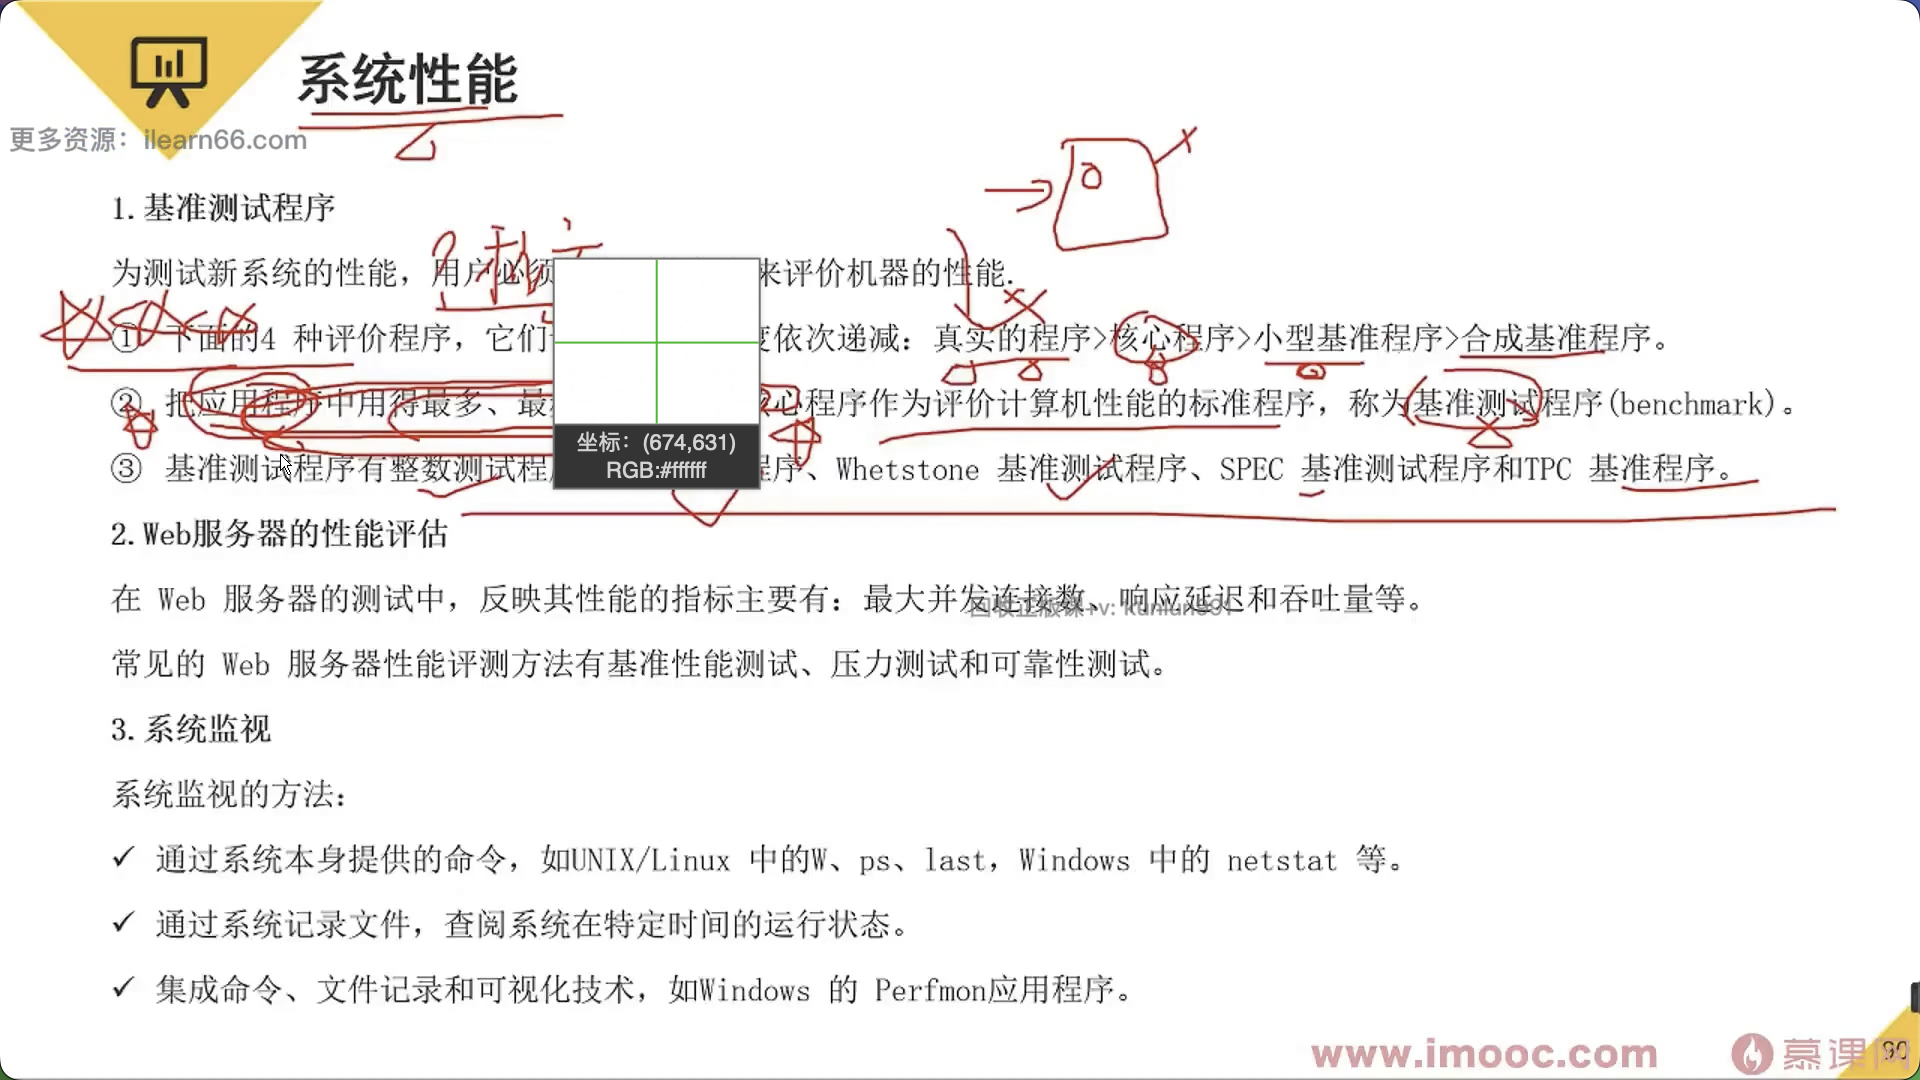 系统性能
更多资源：ilearn66.com
1.基准测试程序
为测试新系统的性能，用户必须 来评价机器的性能.
① 下面的4 种评价程序，它们 度依次递减：真实的程序>核心程序>小型基准程序>合成基准程序。
② 把应用程序中用得最多、最 心程序作为评价计算机性能的标准程序，称为基准测试程序(benchmark)。
③ 基准测试程序有整数测试程 程序、Whetstone 基准测试程序、SPEC 基准测试程序和TPC 基准程序。
坐标：(674,631)
RGB:#ffffff
2.Web服务器的性能评估
在 Web 服务器的测试中，反映其性能的指标主要有：最大并发连接数、响应延迟和吞吐量等。
常见的 Web 服务器性能评测方法有基准性能测试、压力测试和可靠性测试。
3.系统监视
系统监视的方法：
✓ 通过系统本身提供的命令，如UNIX/Linux 中的W、ps、last，Windows 中的 netstat 等。
✓ 通过系统记录文件，查阅系统在特定时间的运行状态。
✓ 集成命令、文件记录和可视化技术，如Windows 的 Perfmon应用程序。
www.imooc.com 慕课网
90